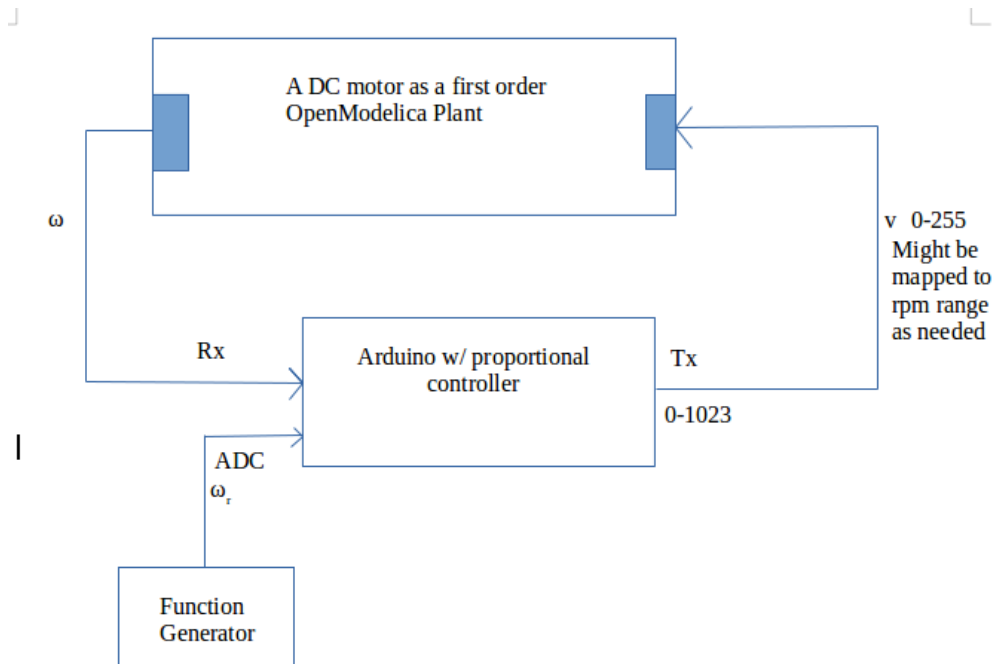 A DC motor as a first order
OpenModelica Plant
ω
v 0-255
Might be
mapped to
rpm range
as needed
Rx
Arduino w/ proportional
controller
Tx
0-1023
ADC
ωᵣ
Function
Generator